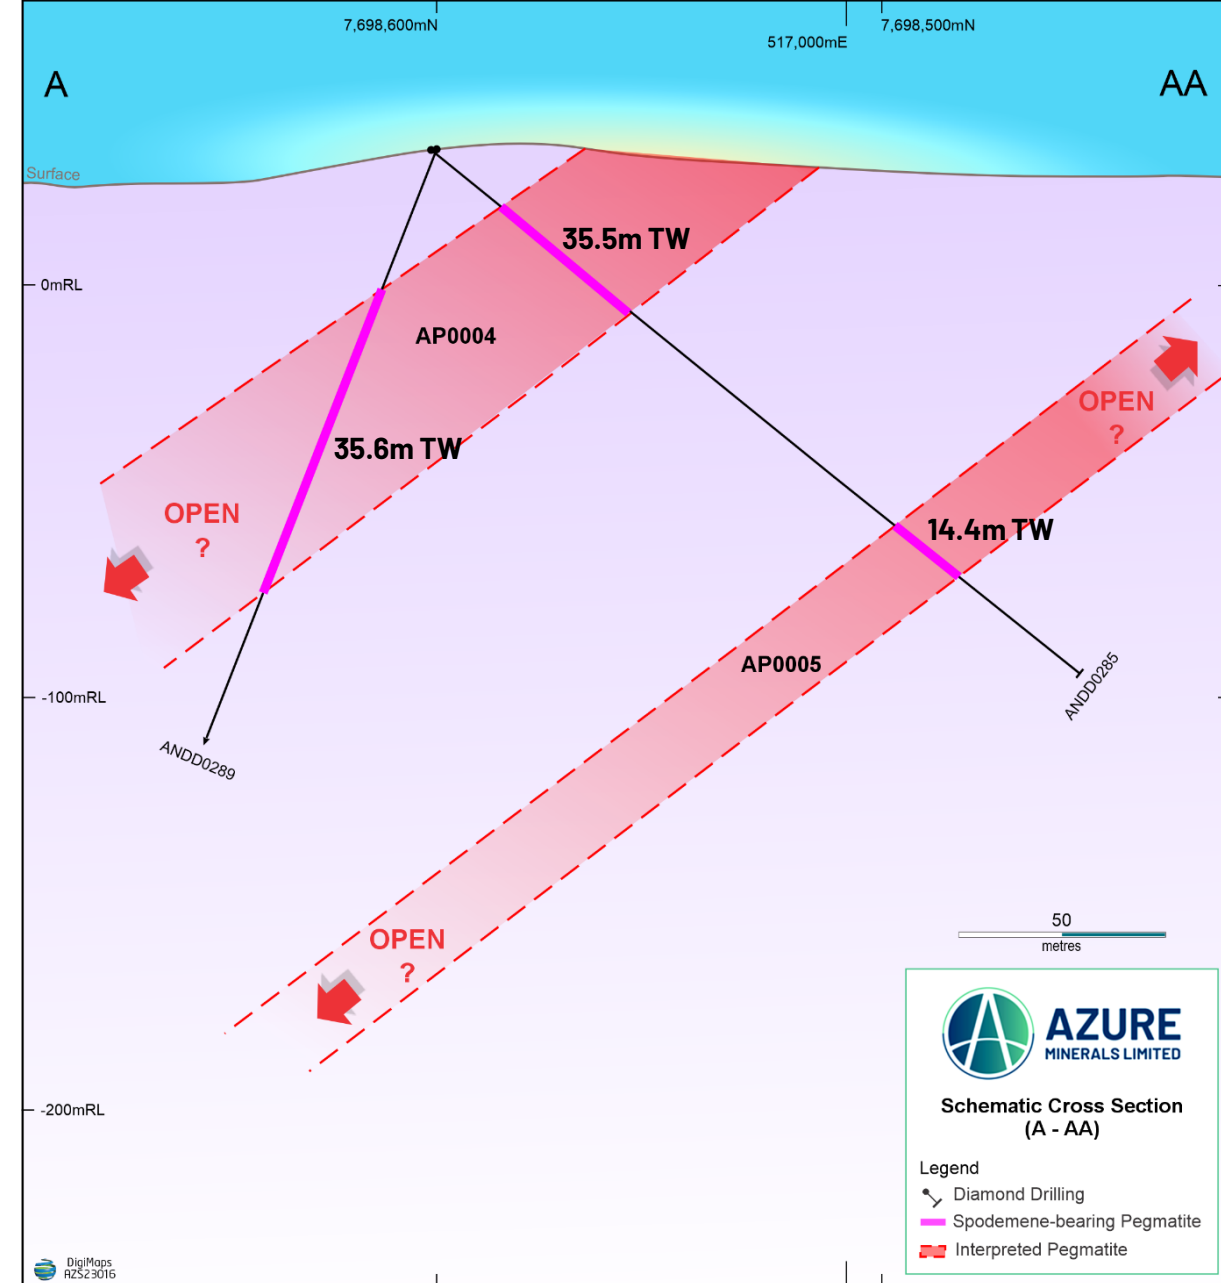 7,698,600mN
517,000mE
7,698,500mN
A
AA
Surface
35.5m TW
0mRL
AP0004
OPEN
?
35.6m TW
OPEN
?
14.4m TW
AP0005
ANDD0285
-100mRL
ANDD0289
50
metres
OPEN
?
AZURE
MINERALS LIMITED
-200mRL
Schematic Cross Section
(A - AA)
Legend
Diamond Drilling
Spodemene-bearing Pegmatite
Interpreted Pegmatite
DigiMaps
AZS23016